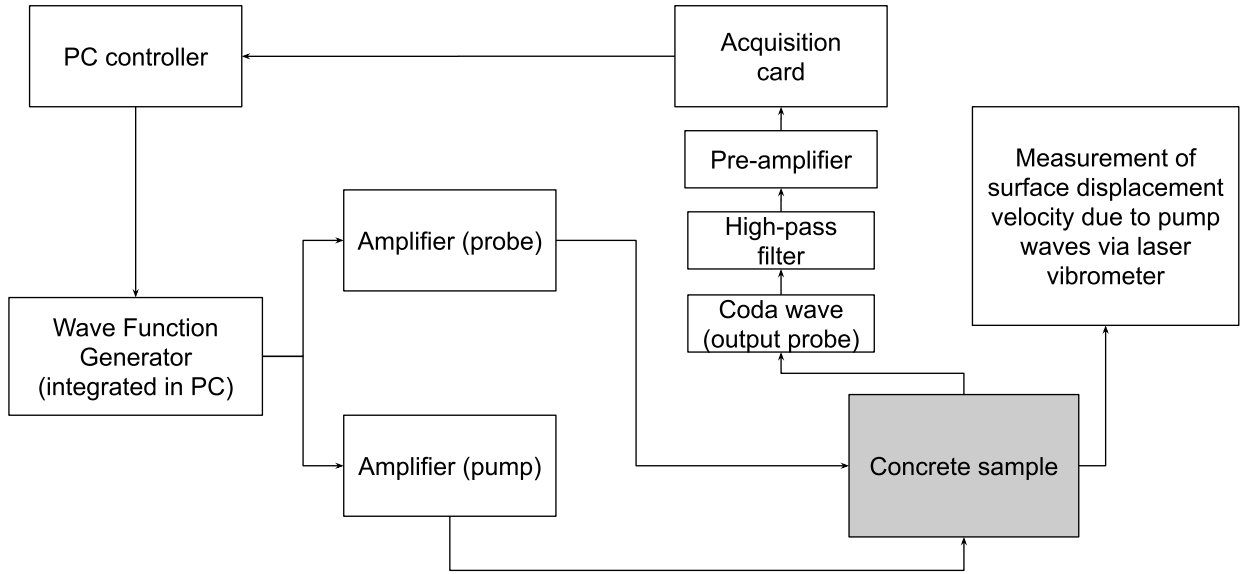 PC controller
Acquisition
card
Pre-amplifier
High-pass
filter
Coda wave
(output probe)
Measurement of
surface displacement
velocity due to pump
waves via laser
vibrometer
Amplifier (probe)
Wave Function
Generator
(integrated in PC)
Amplifier (pump)
Concrete sample